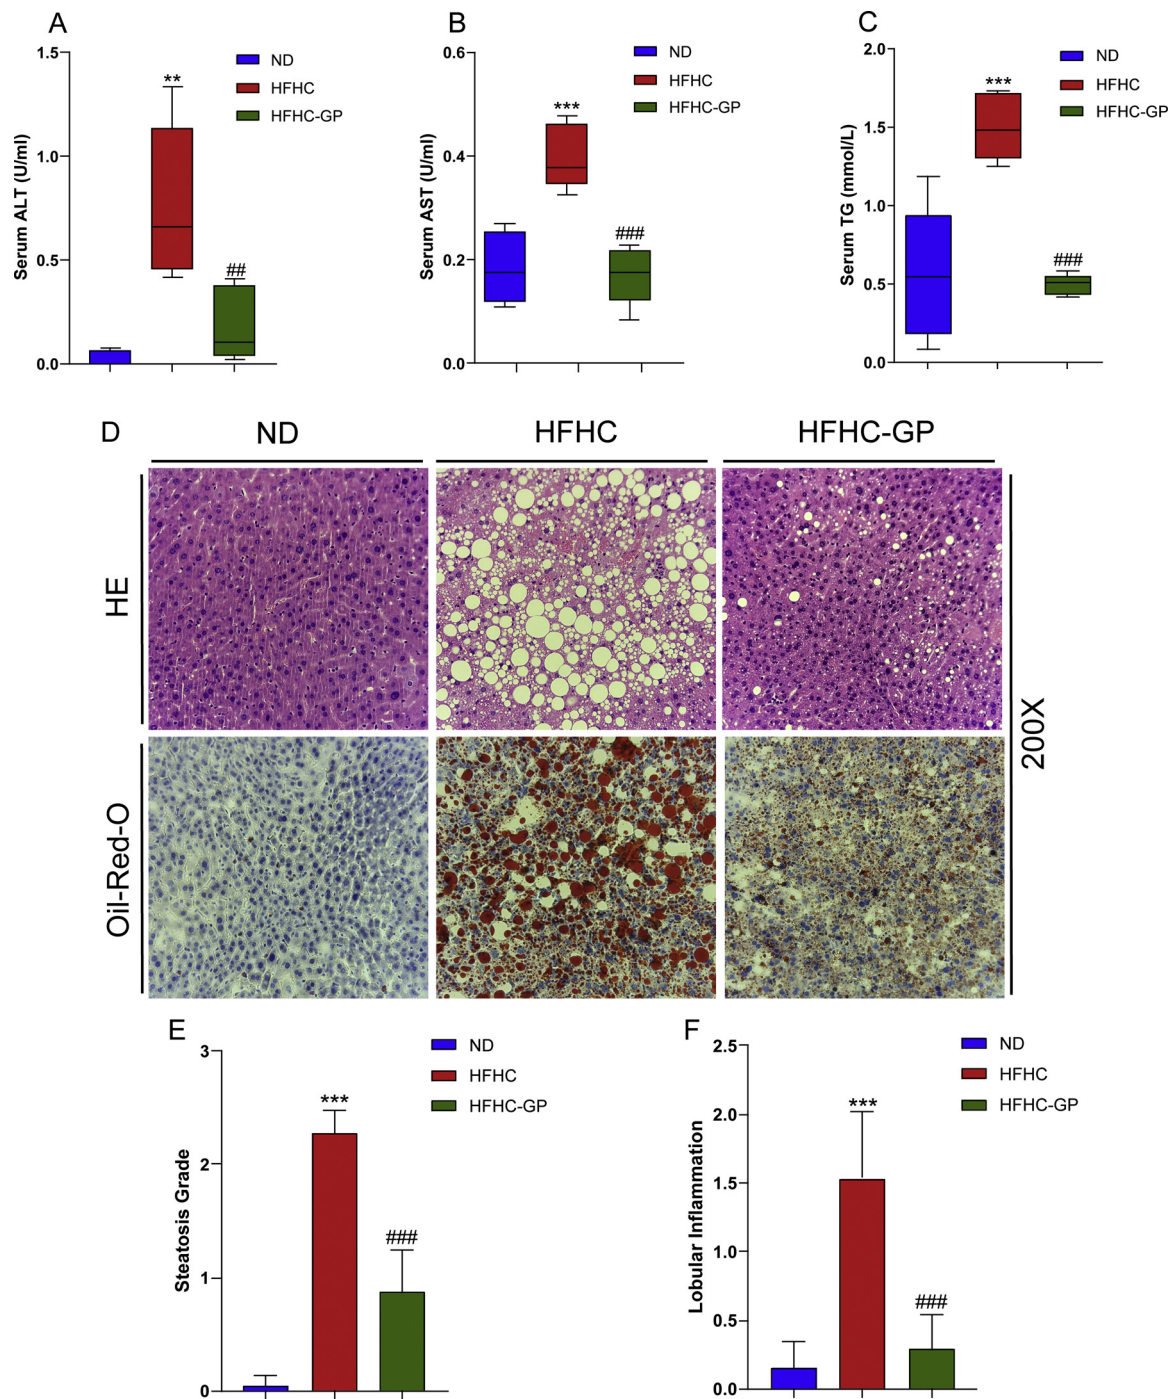 A
1.5
1.0
0.5
0.0
Serum ALT (U/ml)
**
##
ND
HFHC
HFHC-GP
B
0.6
0.4
0.2
0.0
Serum AST (U/ml)
***
###
ND
HFHC
HFHC-GP
C
2.0
1.5
1.0
0.5
0.0
Serum TG (mmol/L)
***
###
ND
HFHC
HFHC-GP
D
ND
HFHC
HFHC-GP
HE
Oil-Red-O
200X
E
3
2
1
0
Steatosis Grade
***
###
ND
HFHC
HFHC-GP
F
2.5
2.0
1.5
1.0
0.5
0.0
Lobular Inflammation
***
###
ND
HFHC
HFHC-GP